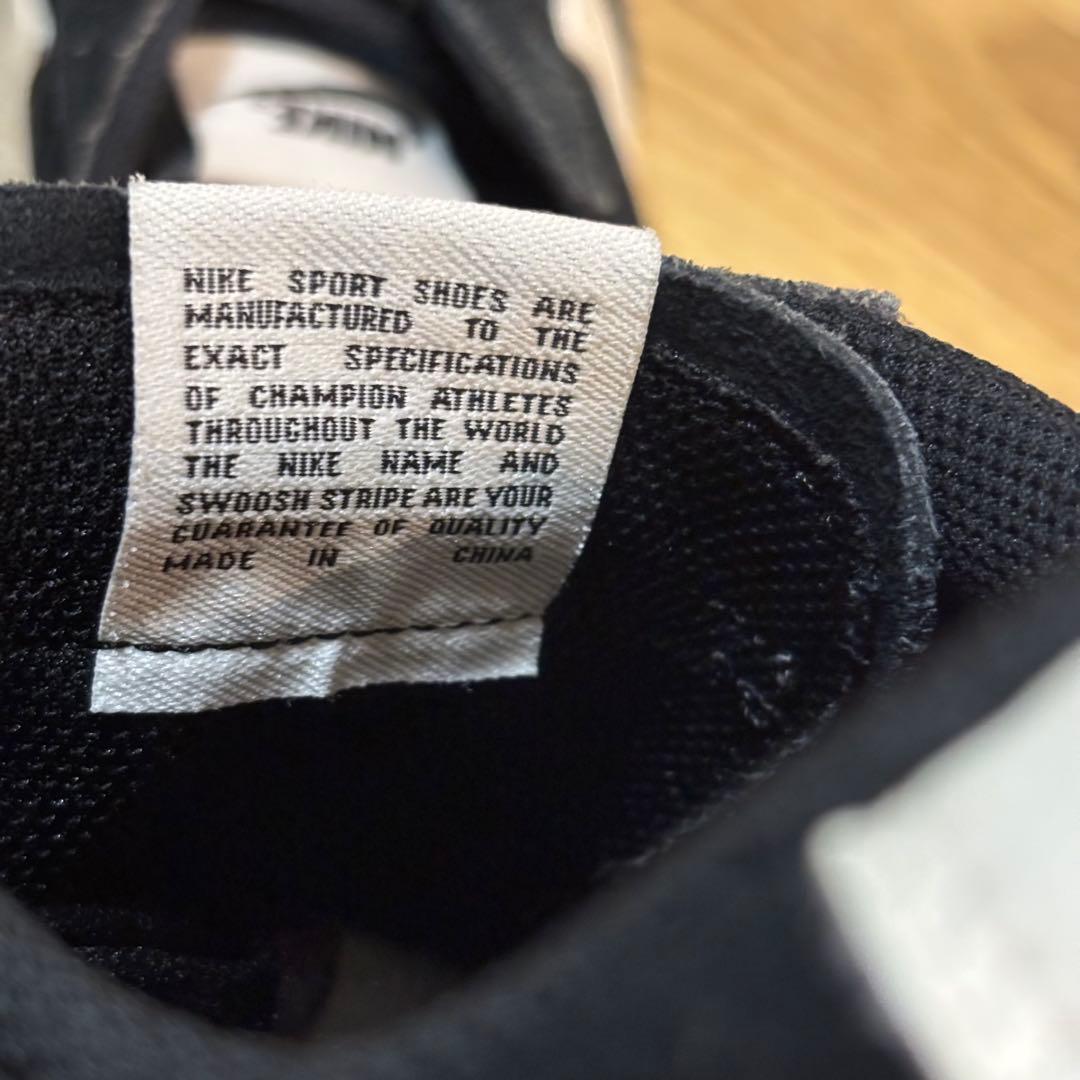 NIKE
NIKE SPORT SHOES ARE
MANUFACTURED TO THE
EXACT SPECIFICATIONS
OF CHAMPION ATHLETES
THROUGHOUT THE WORLD
THE NIKE NAME AND
SWOOSH STRIPE ARE YOUR
GUARANTEE OF QUALITY
MADE IN CHINA